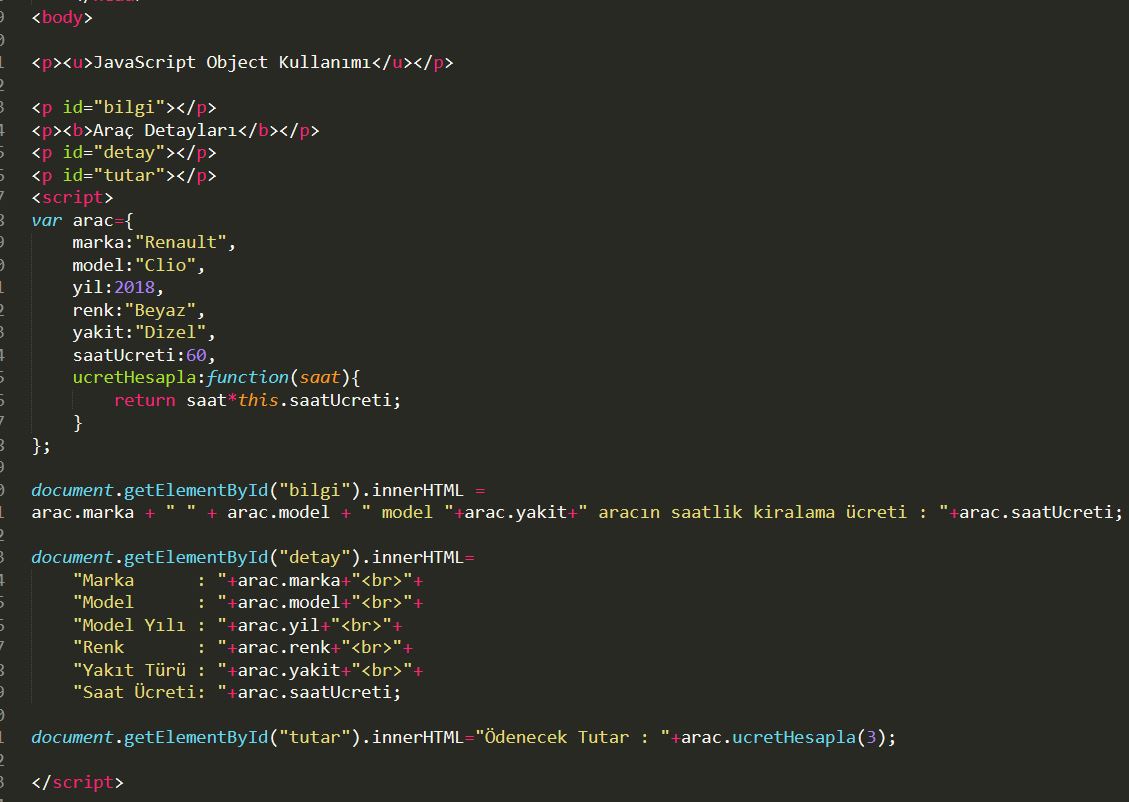 <body>
<p><u>JavaScript Object Kullanımı</u></p>
<p id="bilgi"></p>
<p><b>Araç Detayları</b></p>
<p id="detay"></p>
<p id="tutar"></p>
<script>
var arac={
    marka:"Renault",
    model:"Clio",
    yil:2018,
    renk:"Beyaz",
    yakit:"Dizel",
    saatUcreti:60,
    ucretHesapla:function(saat){
        return saat*this.saatUcreti;
    }
};
document.getElementById("bilgi").innerHTML =
arac.marka + " " + arac.model + " model "+arac.yakit+" aracın saatlik kiralama ücreti : "+arac.saatUcreti;
document.getElementById("detay").innerHTML=
    "Marka      : "+arac.marka+"<br>"+
    "Model      : "+arac.model+"<br>"+
    "Model Yılı : "+arac.yil+"<br>"+
    "Renk       : "+arac.renk+"<br>"+
    "Yakıt Türü : "+arac.yakit+"<br>"+
    "Saat Ücreti: "+arac.saatUcreti;
document.getElementById("tutar").innerHTML="Ödenecek Tutar : "+arac.ucretHesapla(3);
</script>